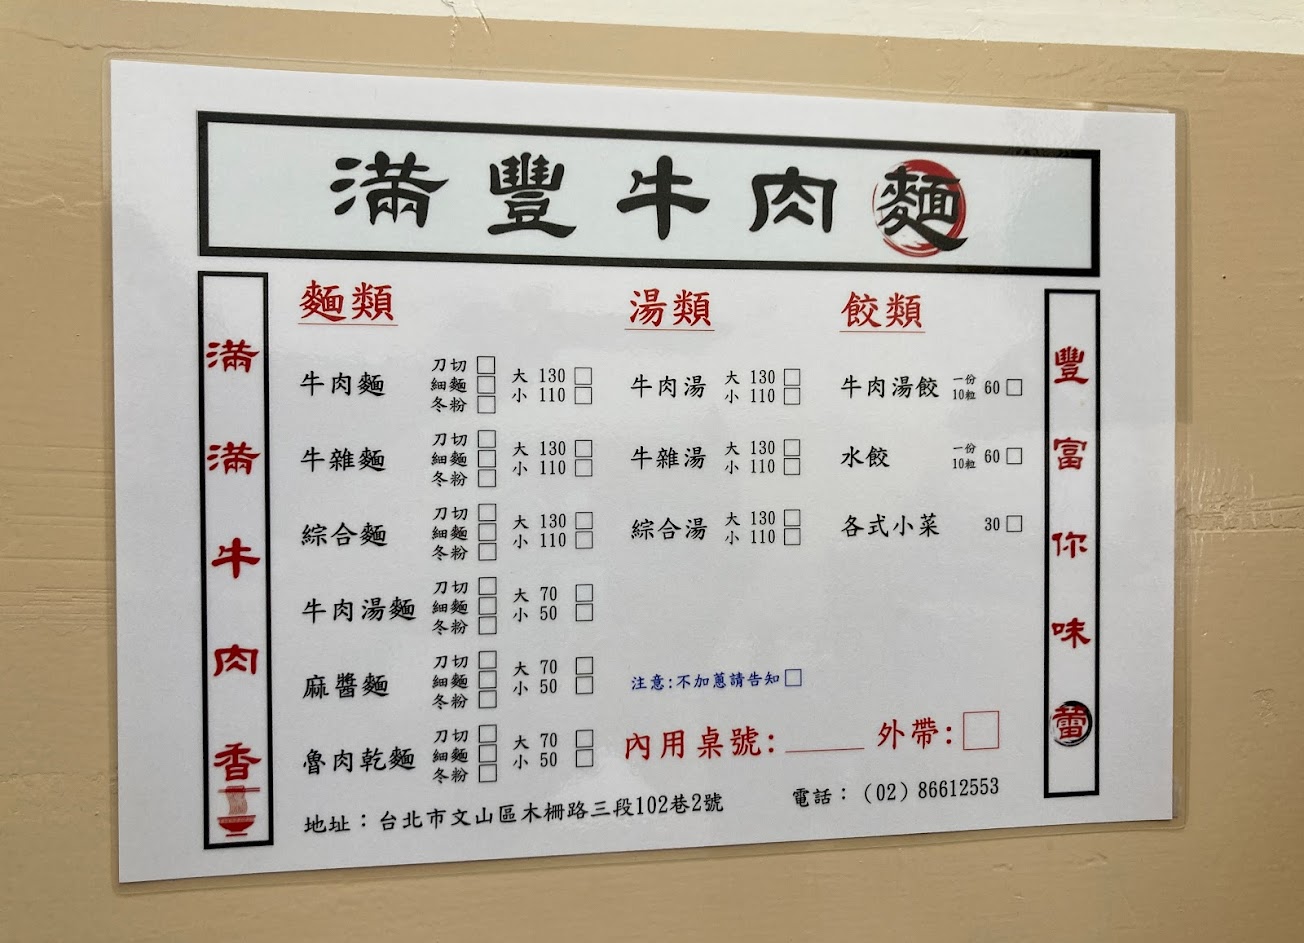 滿豐牛肉麵
滿滿牛肉香
麵類
牛肉麵 刀切□ 細麵□ 冬粉□ 大 130□ 小 110□
牛雜麵 刀切□ 細麵□ 冬粉□ 大 130□ 小 110□
綜合麵 刀切□ 細麵□ 冬粉□ 大 130□ 小 110□
牛肉湯麵 刀切□ 細麵□ 冬粉□ 大 70□ 小 50□
麻醬麵 刀切□ 細麵□ 冬粉□ 大 70□ 小 50□
魯肉乾麵 刀切□ 細麵□ 冬粉□ 大 70□ 小 50□
湯類
牛肉湯 大 130□ 小 110□
牛雜湯 大 130□ 小 110□
綜合湯 大 130□ 小 110□
餃類
牛肉湯餃 一份 10粒 60□
水餃 一份 10粒 60□
各式小菜 30□
注意:不加蔥請告知□
內用桌號:____ 外帶:□
地址：台北市文山區木柵路三段102巷2號 電話：（02）86612553
豐富你味蕾